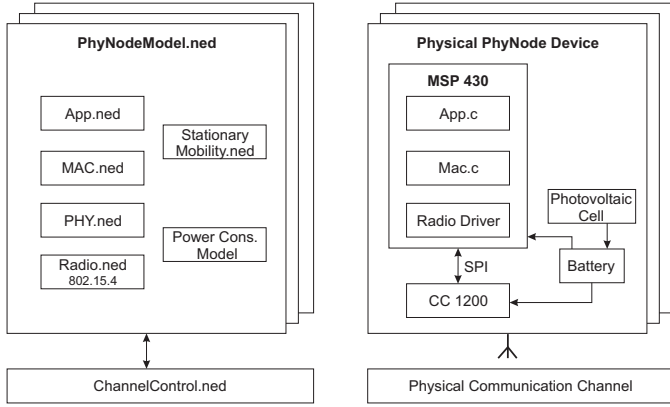 PhyNodeModel.ned
App.ned
Stationary
Mobility.ned
MAC.ned
PHY.ned
Power Cons.
Model
Radio.ned
802.15.4
ChannelControl.ned
Physical PhyNode Device
MSP 430
App.c
Mac.c
Radio Driver
Photovoltaic
Cell
SPI
Battery
CC 1200
Physical Communication Channel